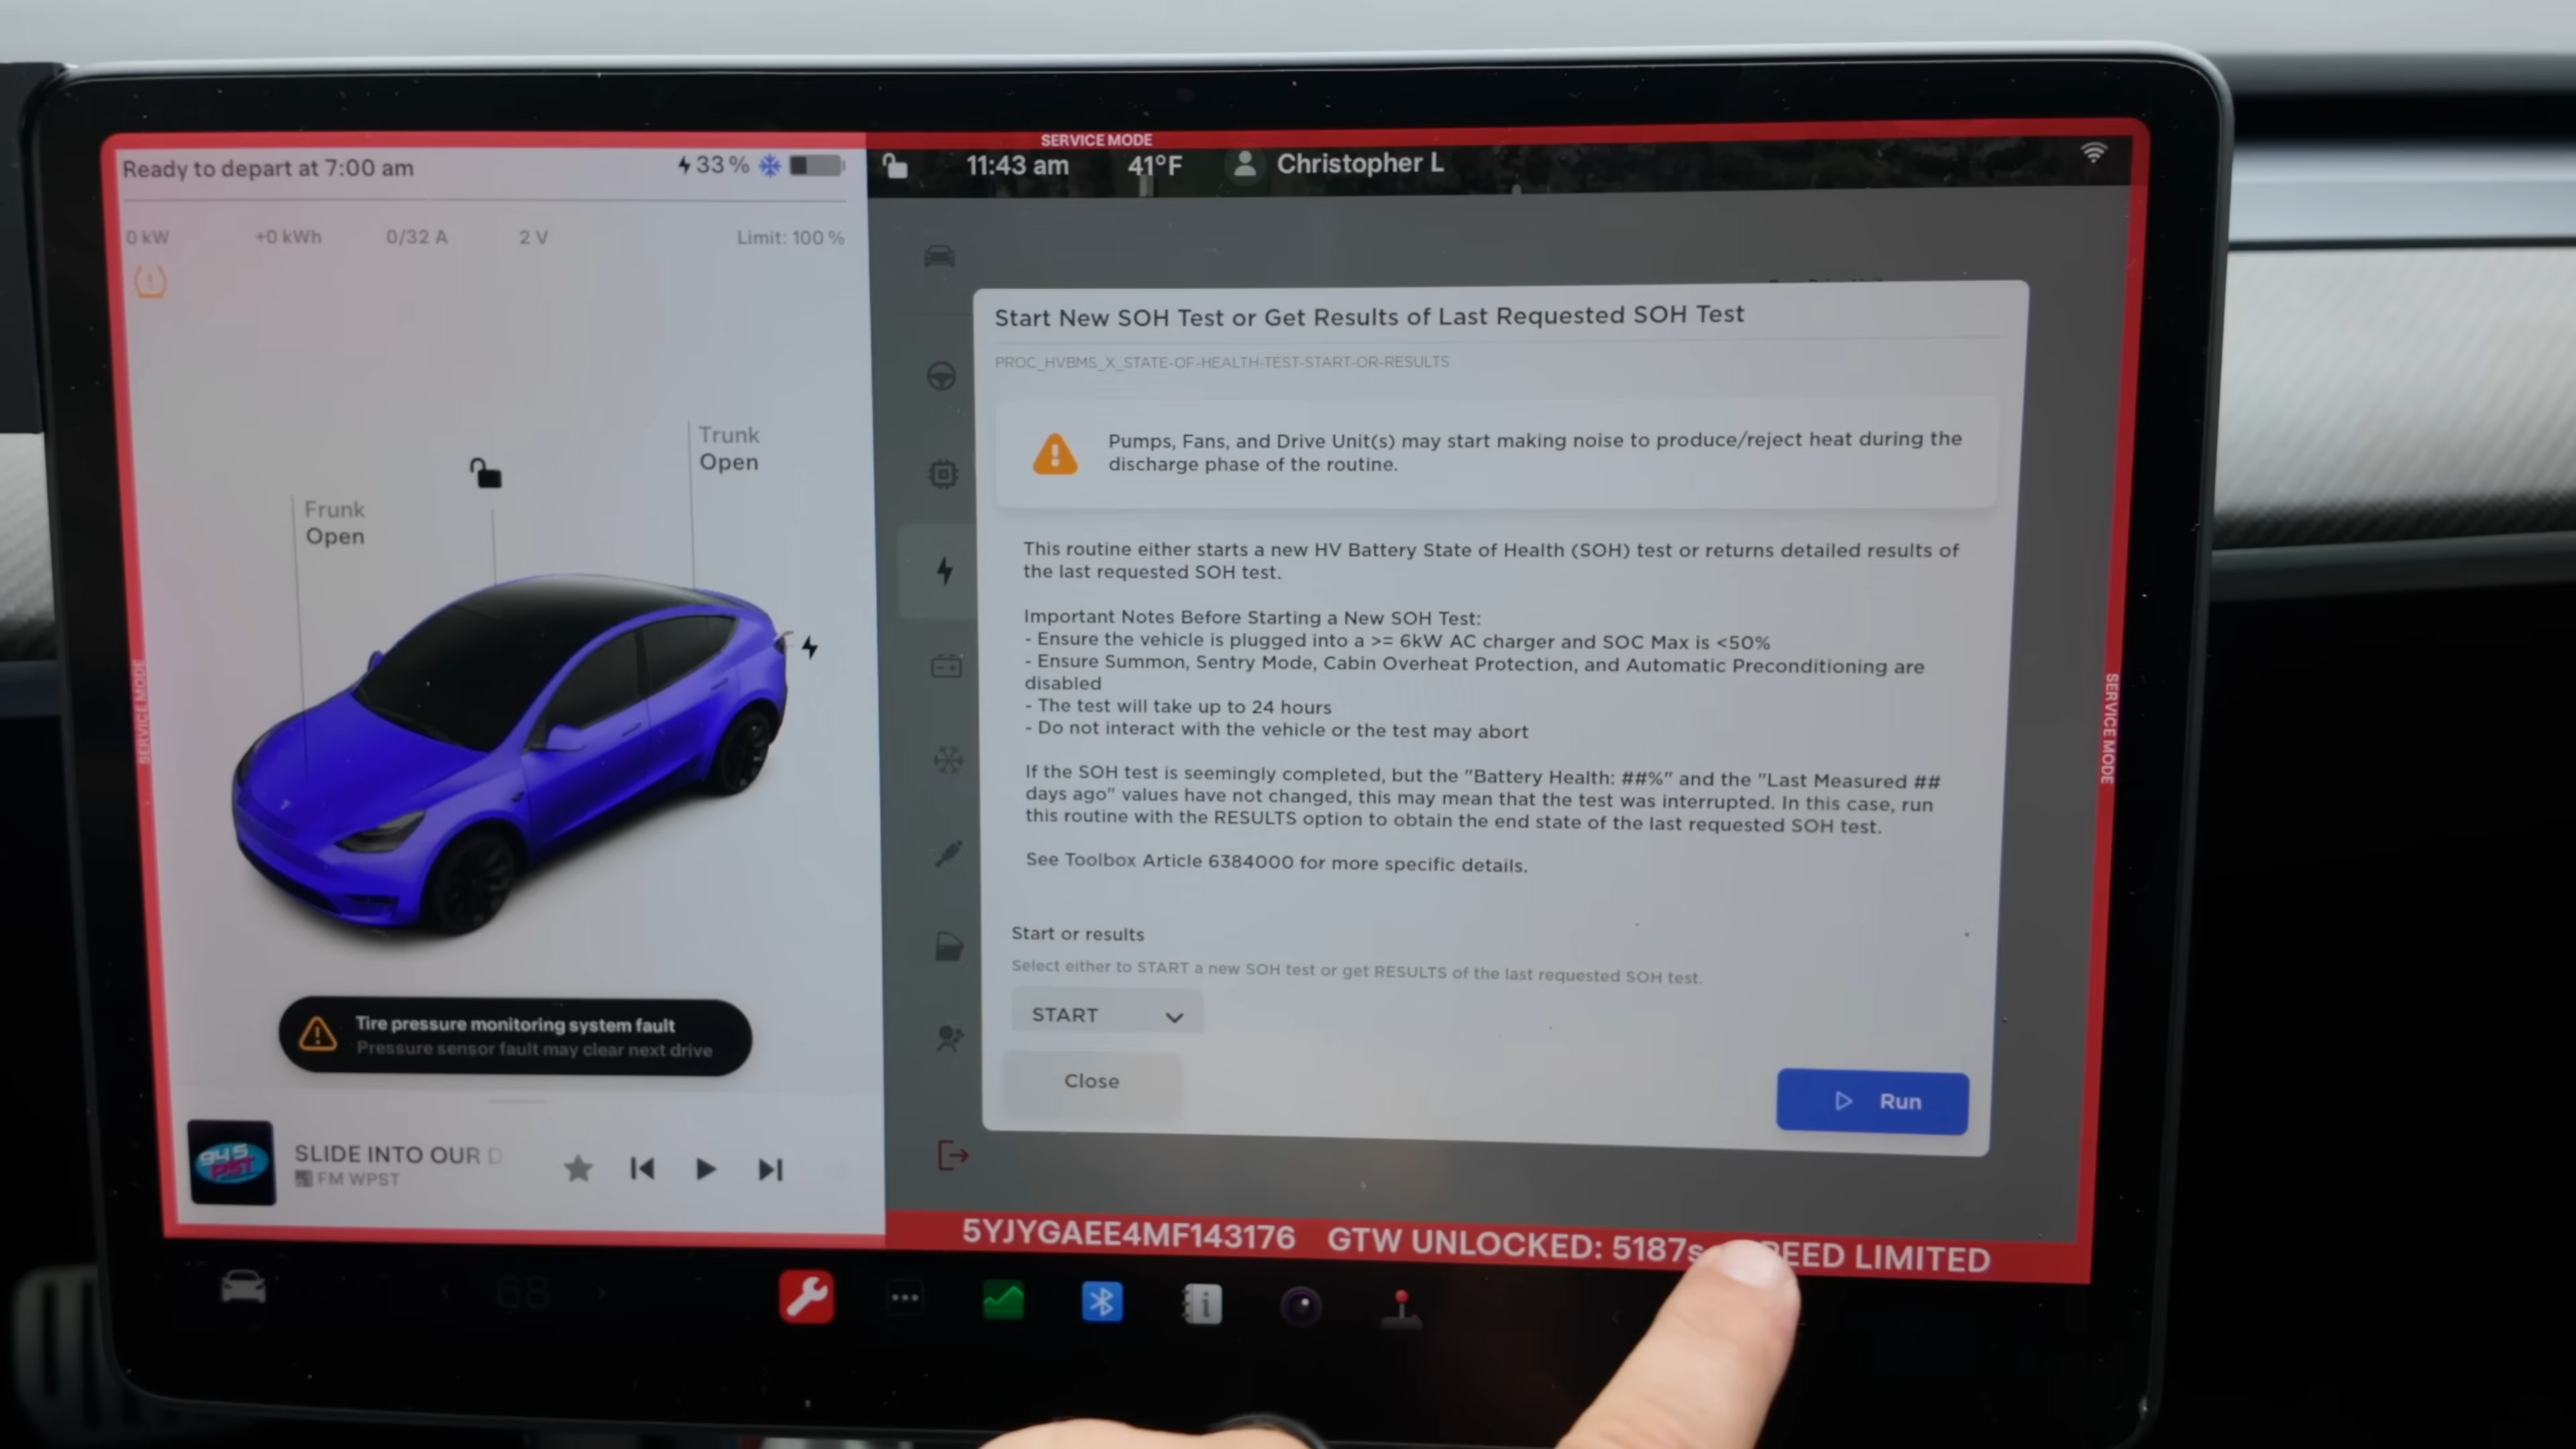 SERVICE MODE
Ready to depart at 7:00 am
33%
11:43 am
41°F
Christopher L
0 kW
+0 kWh
0/32 A
2 V
Limit: 100%
Trunk
Open
Frunk
Open
Start New SOH Test or Get Results of Last Requested SOH Test
PROC_HVBMS_X_STATE-OF-HEALTH-TEST-START-OR-RESULTS
Pumps, Fans, and Drive Unit(s) may start making noise to produce/reject heat during the
discharge phase of the routine.
This routine either starts a new HV Battery State of Health (SOH) test or returns detailed results of
the last requested SOH test.
Important Notes Before Starting a New SOH Test:
- Ensure the vehicle is plugged into a >= 6kW AC charger and SOC Max is <50%
- Ensure Summon, Sentry Mode, Cabin Overheat Protection, and Automatic Preconditioning are
disabled
- The test will take up to 24 hours
- Do not interact with the vehicle or the test may abort
If the SOH test is seemingly completed, but the "Battery Health: ##%" and the "Last Measured ##
days ago" values have not changed, this may mean that the test was interrupted. In this case, run
this routine with the RESULTS option to obtain the end state of the last requested SOH test.
See Toolbox Article 6384000 for more specific details.
Start or results
Select either to START a new SOH test or get RESULTS of the last requested SOH test.
START
Close
Run
SERVICE MODE
SERVICE MODE
Tire pressure monitoring system fault
Pressure sensor fault may clear next drive
94.5
PST
SLIDE INTO OUR D
FM WPST
5YJYGAEE4MF143176 GTW UNLOCKED: 5187s LIMITED
68